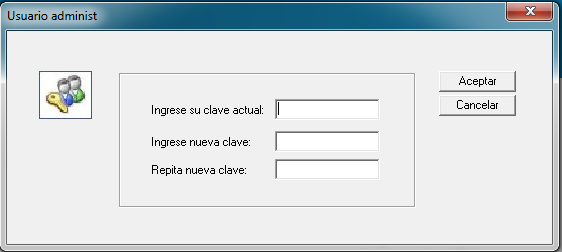 Usuario administ
Ingrese su clave actual:
Aceptar
Cancelar
Ingrese nueva clave:
Repita nueva clave: